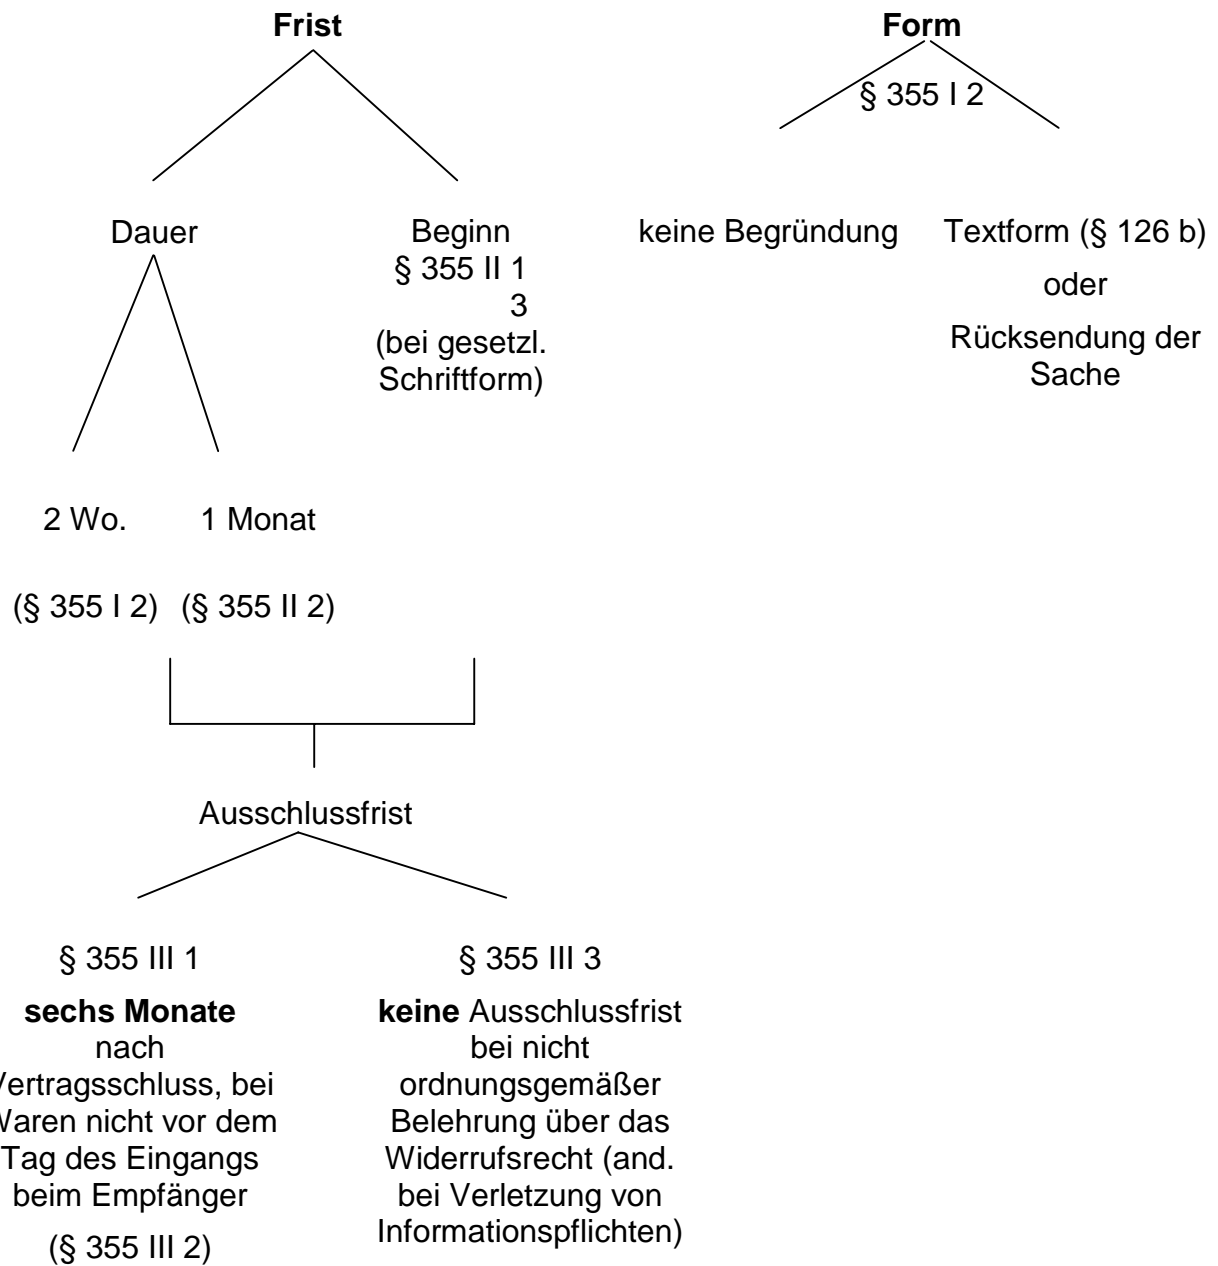 Frist
Form
§ 355 I 2
Dauer
Beginn
§ 355 II 1
3
(bei gesetzl.
Schriftform)
keine Begründung
Textform (§ 126 b)
oder
Rücksendung der
Sache
2 Wo.
1 Monat
(§ 355 I 2)
(§ 355 II 2)
Ausschlussfrist
§ 355 III 1
sechs Monate
nach
Vertragsschluss, bei
Waren nicht vor dem
Tag des Eingangs
beim Empfänger
(§ 355 III 2)
§ 355 III 3
keine Ausschlussfrist
bei nicht
ordnungsgemäßer
Belehrung über das
Widerrufsrecht (and.
bei Verletzung von
Informationspflichten)